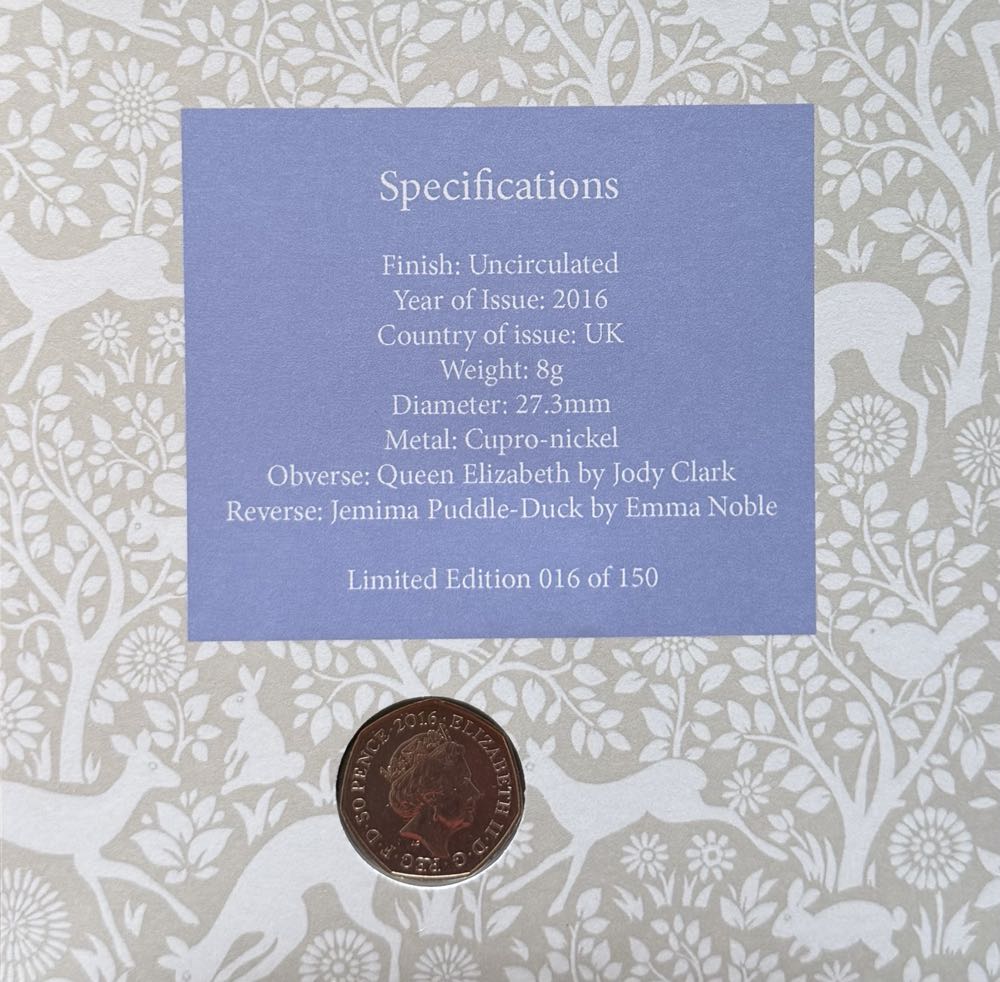 Specifications
Finish: Uncirculated
Year of Issue: 2016
Country of issue: UK
Weight: 8g
Diameter: 27.3mm
Metal: Cupro-nickel
Obverse: Queen Elizabeth by Jody Clark
Reverse: Jemima Puddle-Duck by Emma Noble
Limited Edition 016 of 150
ELIZABETH II · D · G · REG · F · D · 50 PENCE · 2016 ·